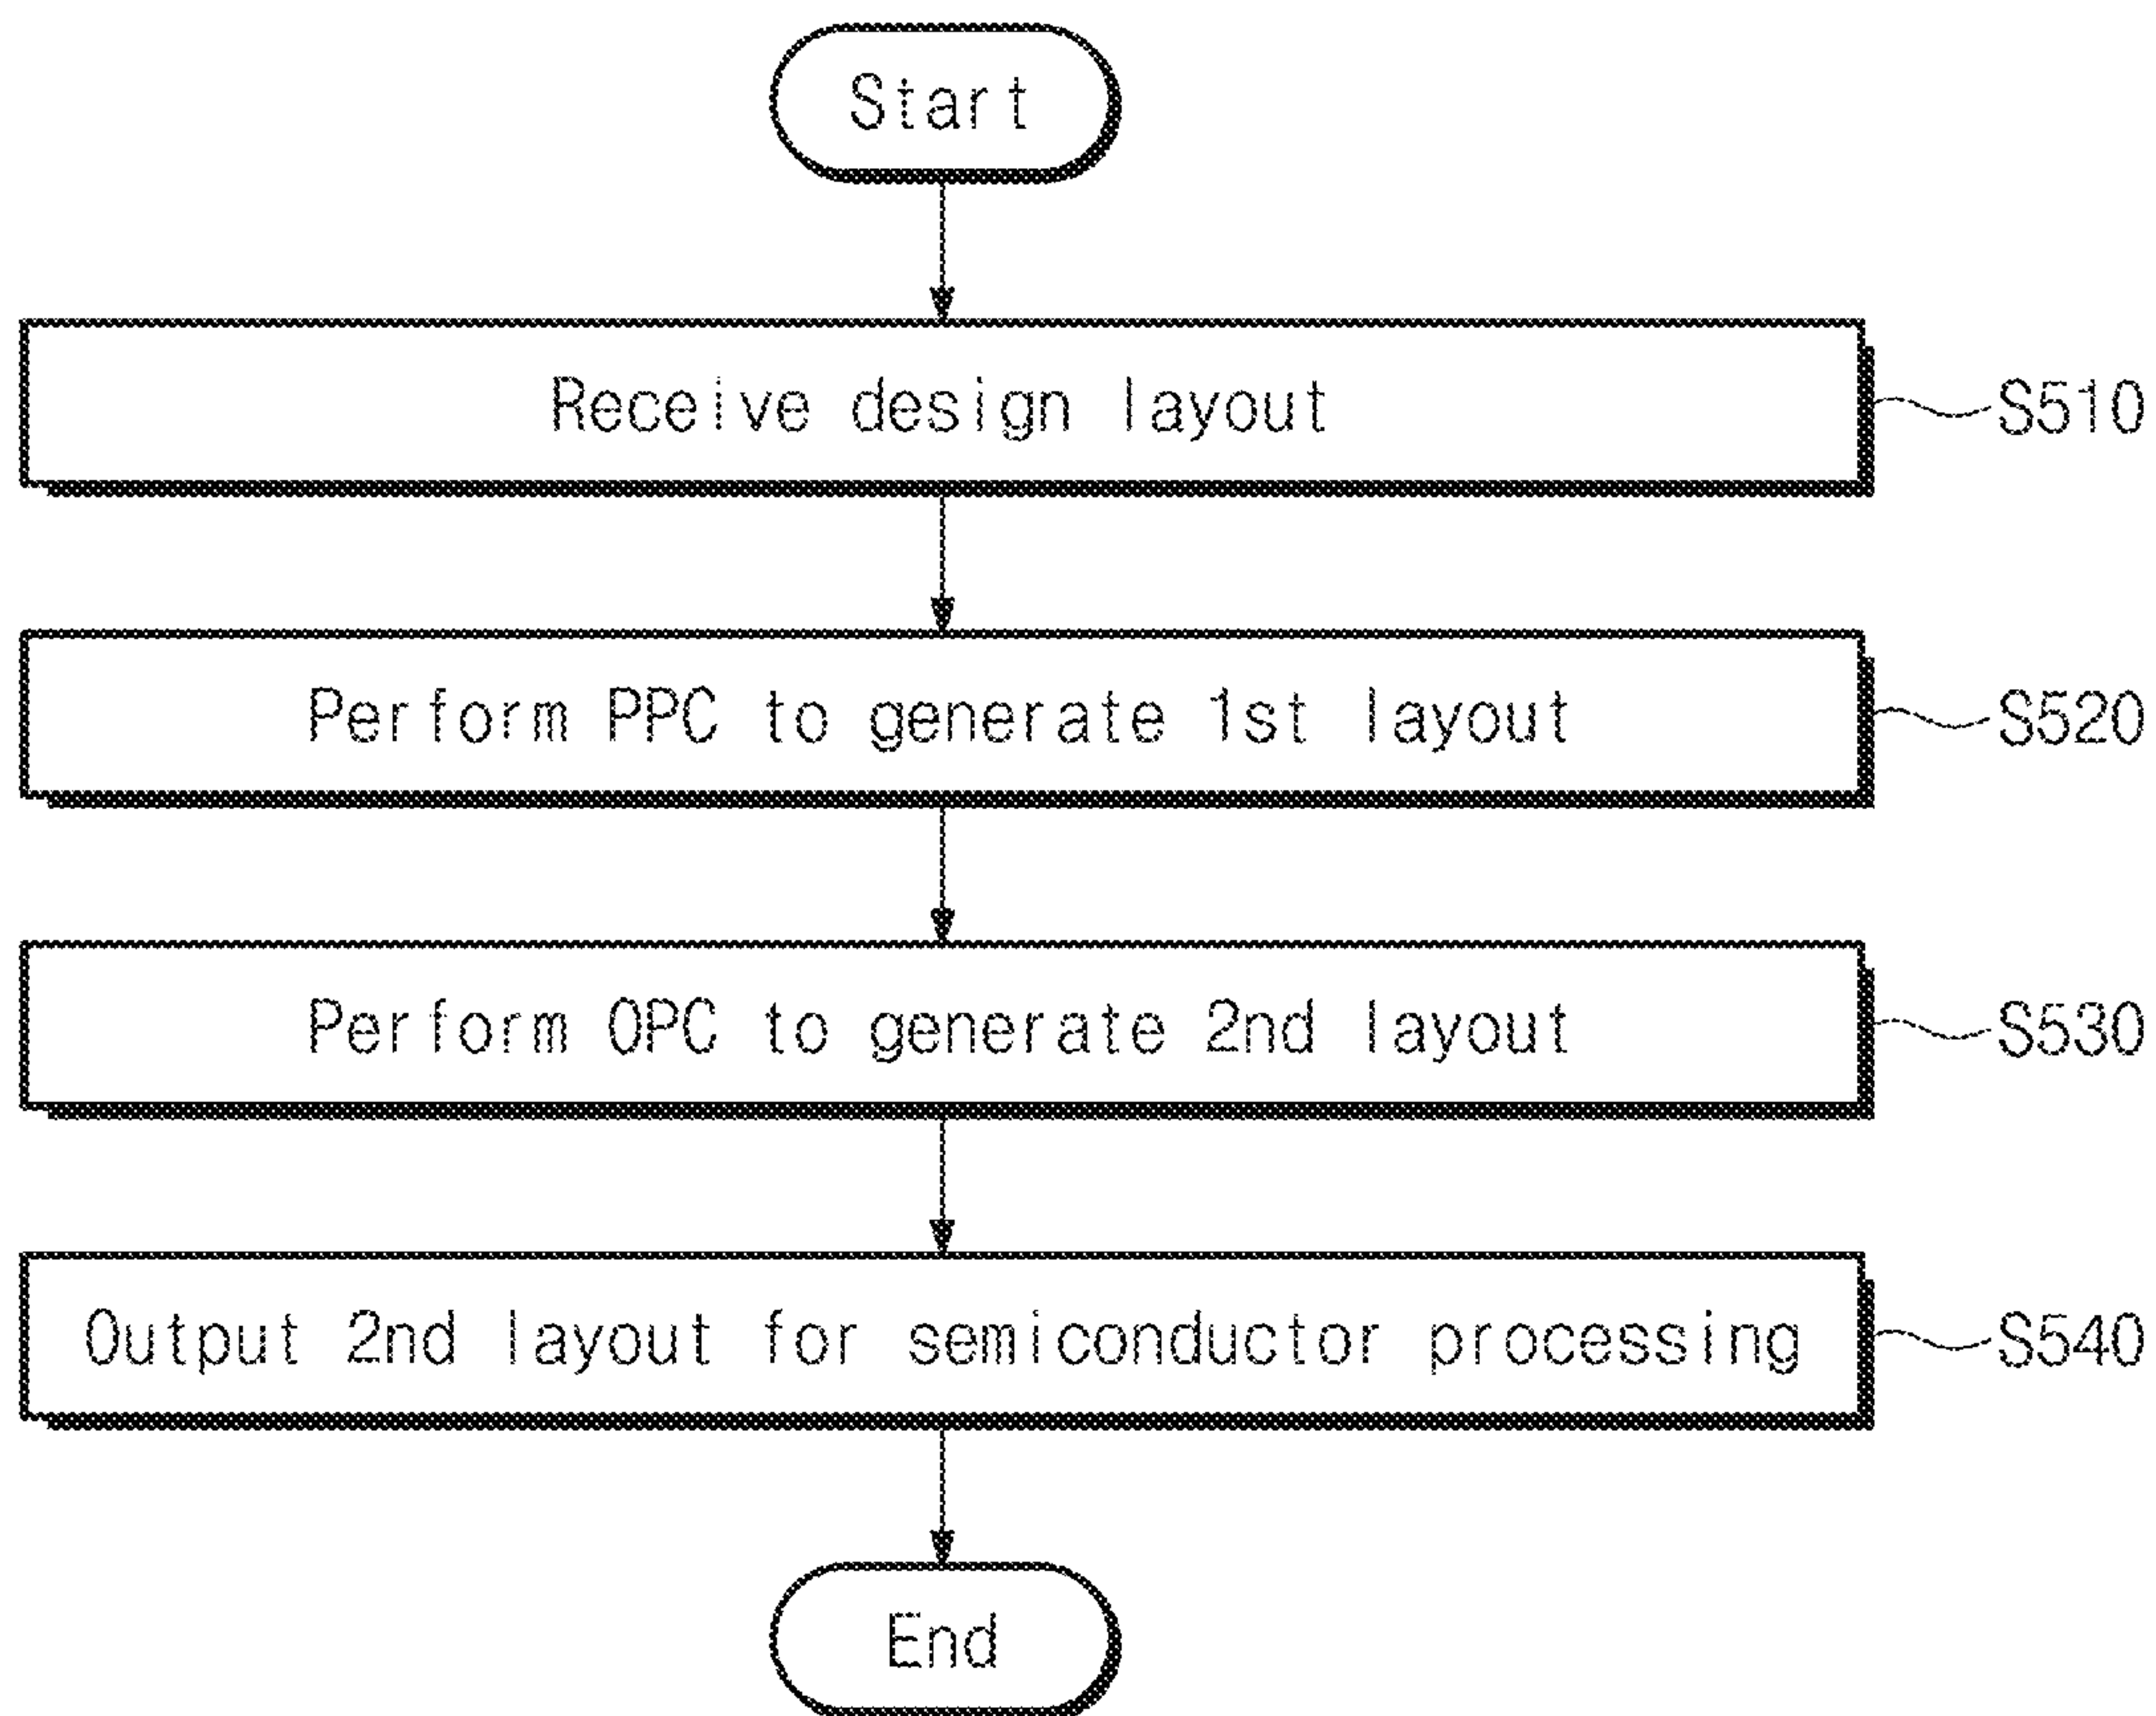 Start
Receive design layout
S510
Perform PPC to generate 1st layout
S520
Perform OPC to generate 2nd layout
S530
Output 2nd layout for semiconductor processing
S540
End